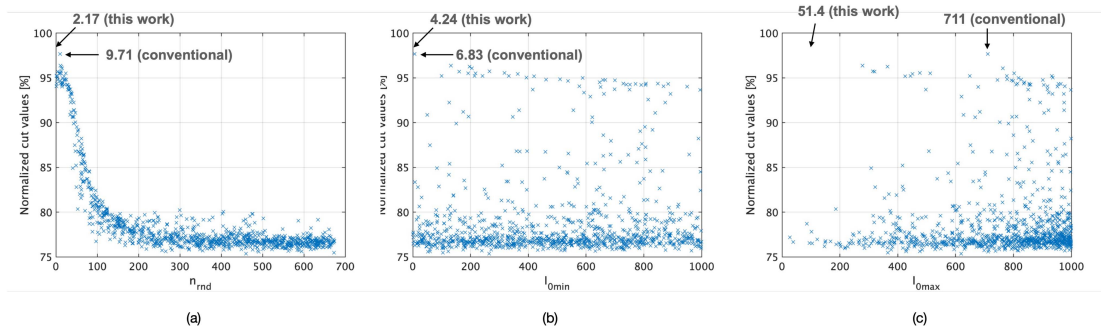 2.17 (this work)
9.71 (conventional)
Normalized cut values [%]
100
95
90
85
80
75
0
100
200
300
400
500
600
700
n_rnd
(a)
4.24 (this work)
6.83 (conventional)
Normalized cut values [%]
100
95
90
85
80
75
0
200
400
600
800
1000
I_0min
(b)
51.4 (this work)
711 (conventional)
Normalized cut values [%]
100
95
90
85
80
75
0
200
400
600
800
1000
I_0max
(c)